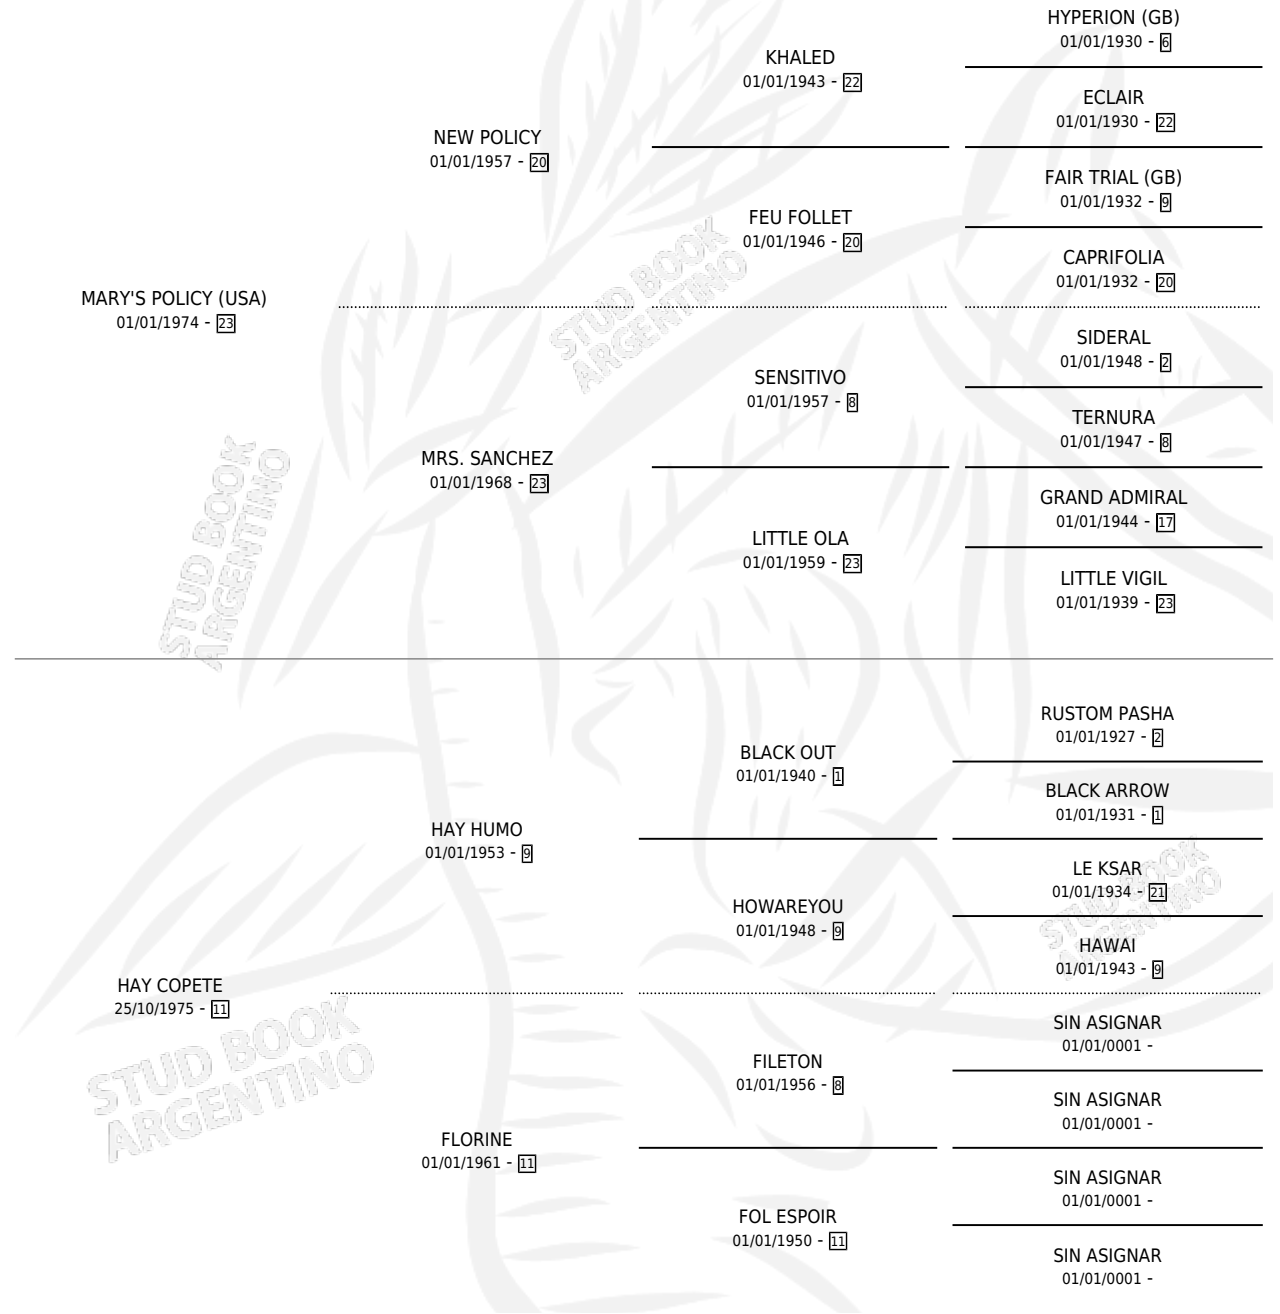 HYPERION (GB)
01/01/1930 - 6
KHALED
01/01/1943 - 22
ECLAIR
01/01/1930 - 22
NEW POLICY
01/01/1957 - 20
FAIR TRIAL (GB)
01/01/1932 - 9
FEU FOLLET
01/01/1946 - 20
CAPRIFOLIA
01/01/1932 - 20
MARY'S POLICY (USA)
01/01/1974 - 23
SIDERAL
01/01/1948 - 2
SENSITIVO
01/01/1957 - 8
TERNURA
01/01/1947 - 8
MRS. SANCHEZ
01/01/1968 - 23
GRAND ADMIRAL
01/01/1944 - 17
LITTLE OLA
01/01/1959 - 23
LITTLE VIGIL
01/01/1939 - 23
STUD BOOK
ARGENTINO
STUD BOOK
ARGENTINO
RUSTOM PASHA
01/01/1927 - 2
BLACK OUT
01/01/1940 - 1
BLACK ARROW
01/01/1931 - 1
HAY HUMO
01/01/1953 - 9
LE KSAR
01/01/1934 - 21
HOWAREYOU
01/01/1948 - 9
HAWAI
01/01/1943 - 9
HAY COPETE
25/10/1975 - 11
SIN ASIGNAR
01/01/0001 -
FILETON
01/01/1956 - 8
SIN ASIGNAR
01/01/0001 -
FLORINE
01/01/1961 - 11
SIN ASIGNAR
01/01/0001 -
FOL ESPOIR
01/01/1950 - 11
SIN ASIGNAR
01/01/0001 -
STUD BOOK
ARGENTINO
STUD BOOK
ARGENTINO